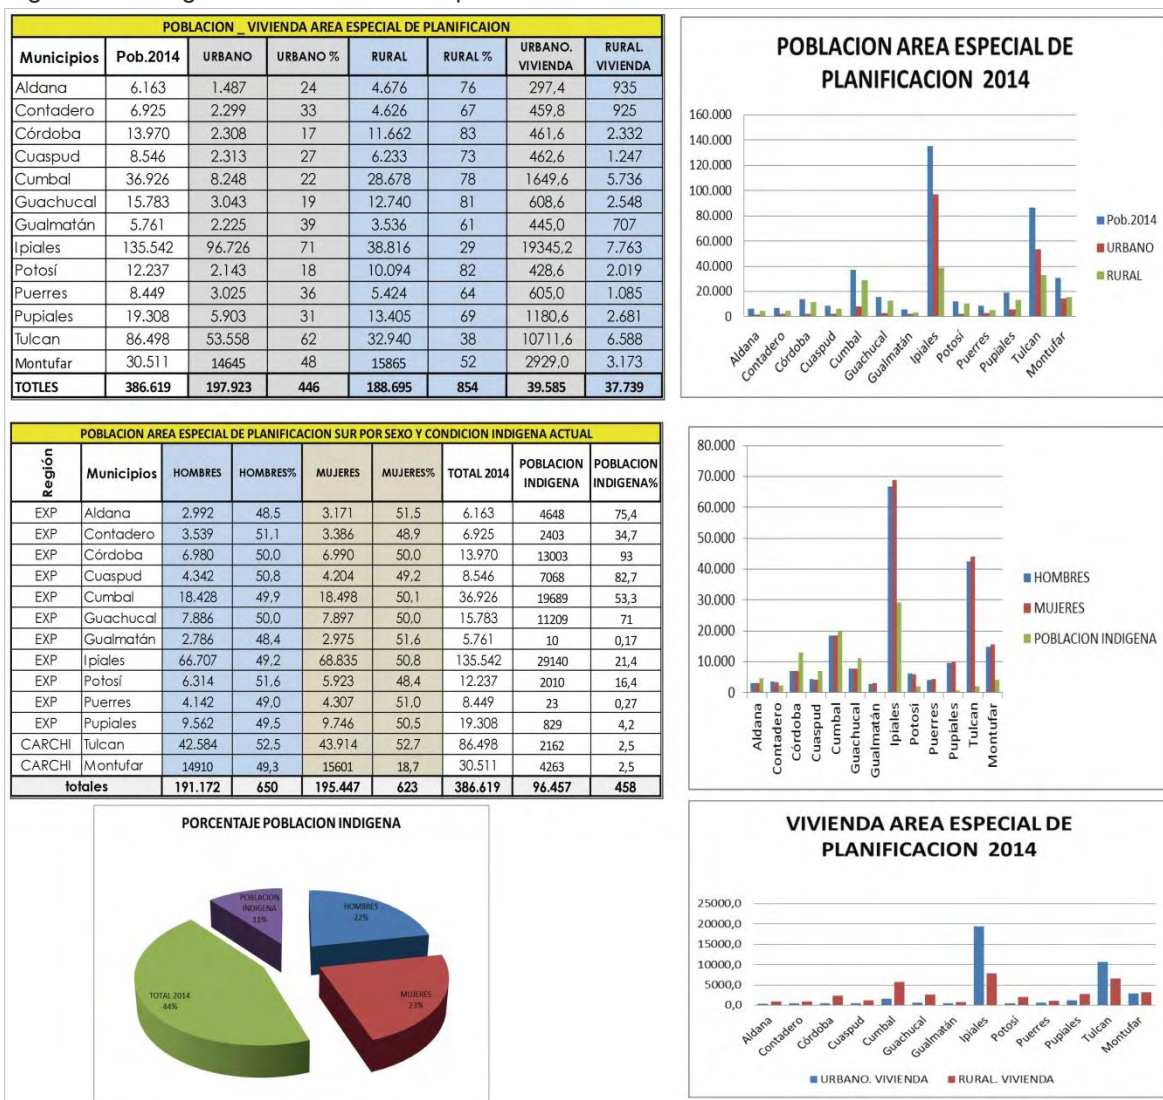 POBLACION _ VIVIENDA AREA ESPECIAL DE PLANIFICAION
Municipios Pob.2014 URBANO URBANO % RURAL RURAL % URBANO. VIVIENDA RURAL. VIVIENDA
Aldana 6.163 1.487 24 4.676 76 297,4 935
Contadero 6.925 2.299 33 4.626 67 459,8 925
Córdoba 13.970 2.308 17 11.662 83 461,6 2.332
Cuaspud 8.546 2.313 27 6.233 73 462,6 1.247
Cumbal 36.926 8.248 22 28.678 78 1649,6 5.736
Guachucal 15.783 3.043 19 12.740 81 608,6 2.548
Gualmatán 5.761 2.225 39 3.536 61 445,0 707
Ipiales 135.542 96.726 71 38.816 29 19345,2 7.763
Potosí 12.237 2.143 18 10.094 82 428,6 2.019
Puerres 8.449 3.025 36 5.424 64 605,0 1.085
Pupiales 19.308 5.903 31 13.405 69 1180,6 2.681
Tulcan 86.498 53.558 62 32.940 38 10711,6 6.588
Montufar 30.511 14645 48 15865 52 2929,0 3.173
TOTLES 386.619 197.923 446 188.695 854 39.585 37.739
POBLACION AREA ESPECIAL DE
PLANIFICACION 2014
160.000
140.000
120.000
100.000
80.000
60.000
40.000
20.000
0
Pob.2014
URBANO
RURAL
Aldana Contadero Córdoba Cuaspud Cumbal Guachucal Gualmatán Ipiales Potosí Puerres Pupiales Tulcan Montufar
POBLACION AREA ESPECIAL DE PLANIFICACION SUR POR SEXO Y CONDICION INDIGENA ACTUAL
Región Municipios HOMBRES HOMBRES% MUJERES MUJERES% TOTAL 2014 POBLACION INDIGENA POBLACION INDIGENA%
EXP Aldana 2.992 48,5 3.171 51,5 6.163 4648 75,4
EXP Contadero 3.539 51,1 3.386 48,9 6.925 2403 34,7
EXP Córdoba 6.980 50,0 6.990 50,0 13.970 13003 93
EXP Cuaspud 4.342 50,8 4.204 49,2 8.546 7068 82,7
EXP Cumbal 18.428 49,9 18.498 50,1 36.926 19689 53,3
EXP Guachucal 7.886 50,0 7.897 50,0 15.783 11209 71
EXP Gualmatán 2.786 48,4 2.975 51,6 5.761 10 0,17
EXP Ipiales 66.707 49,2 68.835 50,8 135.542 29140 21,4
EXP Potosí 6.314 51,6 5.923 48,4 12.237 2010 16,4
EXP Puerres 4.142 49,0 4.307 51,0 8.449 23 0,27
EXP Pupiales 9.562 49,5 9.746 50,5 19.308 829 4,2
CARCHI Tulcan 42.584 52,5 43.914 52,7 86.498 2162 2,5
CARCHI Montufar 14910 49,3 15601 18,7 30.511 4263 2,5
totales 191.172 650 195.447 623 386.619 96.457 458
80.000
70.000
60.000
50.000
40.000
30.000
20.000
10.000
0
HOMBRES
MUJERES
POBLACION INDIGENA
Aldana Contadero Córdoba Cuaspud Cumbal Guachucal Gualmatán Ipiales Potosí Puerres Pupiales Tulcan Montufar
PORCENTAJE POBLACION INDIGENA
POBLACION INDIGENA 11%
HOMBRES 22%
MUJERES 23%
TOTAL 2014 44%
VIVIENDA AREA ESPECIAL DE
PLANIFICACION 2014
25000,0
20000,0
15000,0
10000,0
5000,0
0,0
Aldana Contadero Córdoba Cuaspud Cumbal Guachucal Gualmatán Ipiales Potosí Puerres Pupiales Tulcan Montufar
URBANO. VIVIENDA RURAL. VIVIENDA